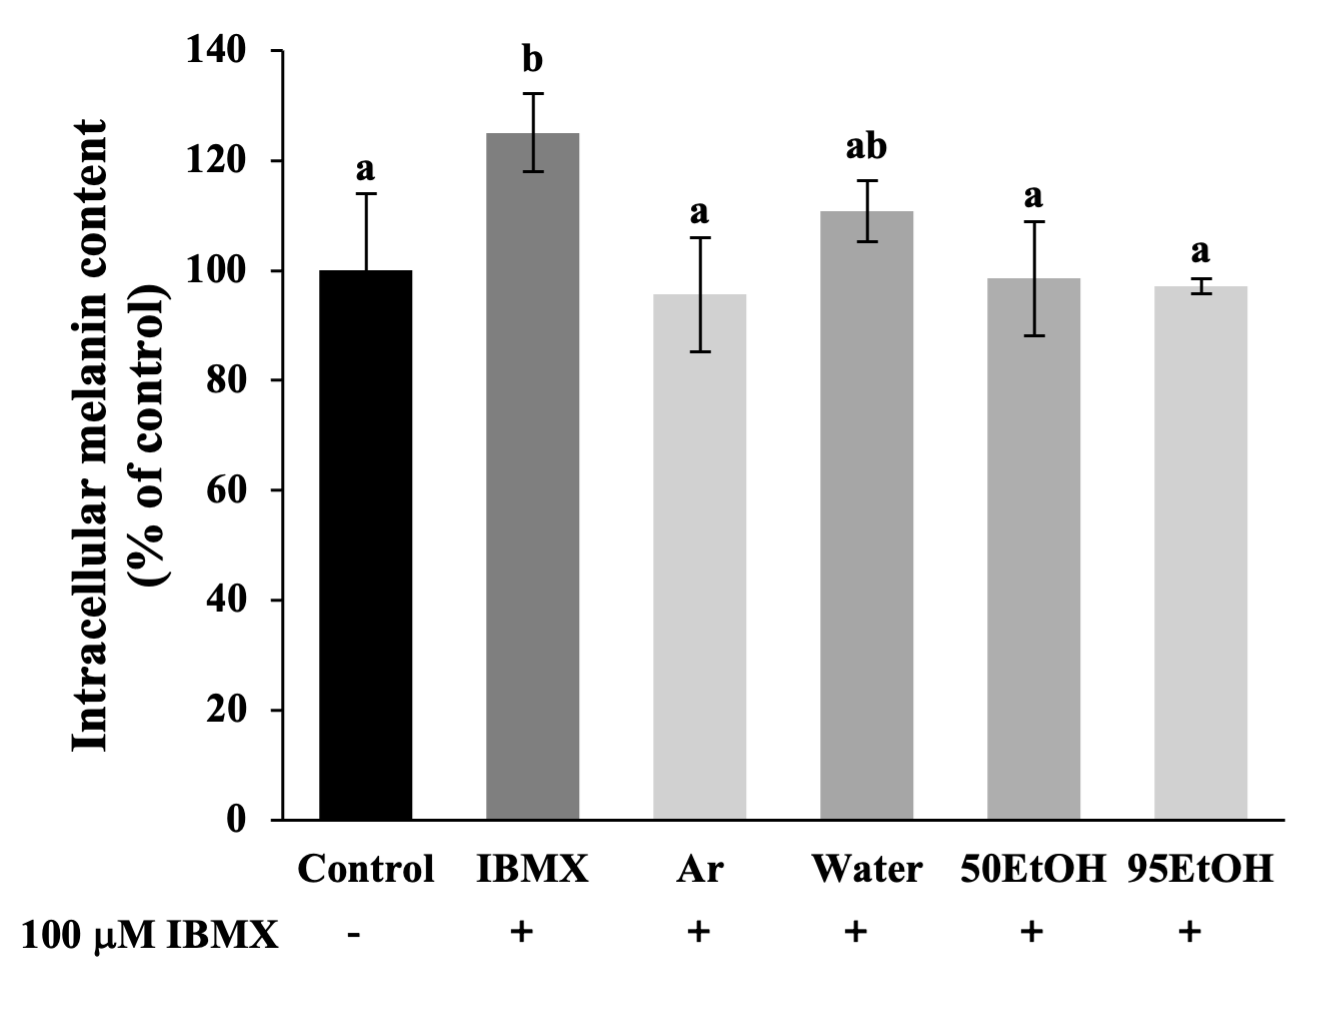 Intracellular melanin content
(% of control)
140
120
100
80
60
40
20
0
a
b
a
ab
a
a
Control IBMX Ar Water 50EtOH 95EtOH
100 μM IBMX - + + + + +